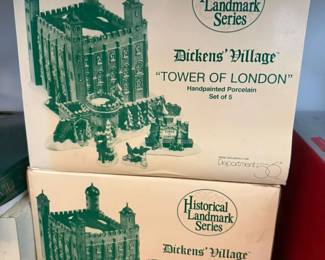 Landmark
Series
Dickens' Village
"TOWER OF LONDON"
Handpainted Porcelain
Set of 5
Department 56
Historical
Landmark
Series
Dickens' Village